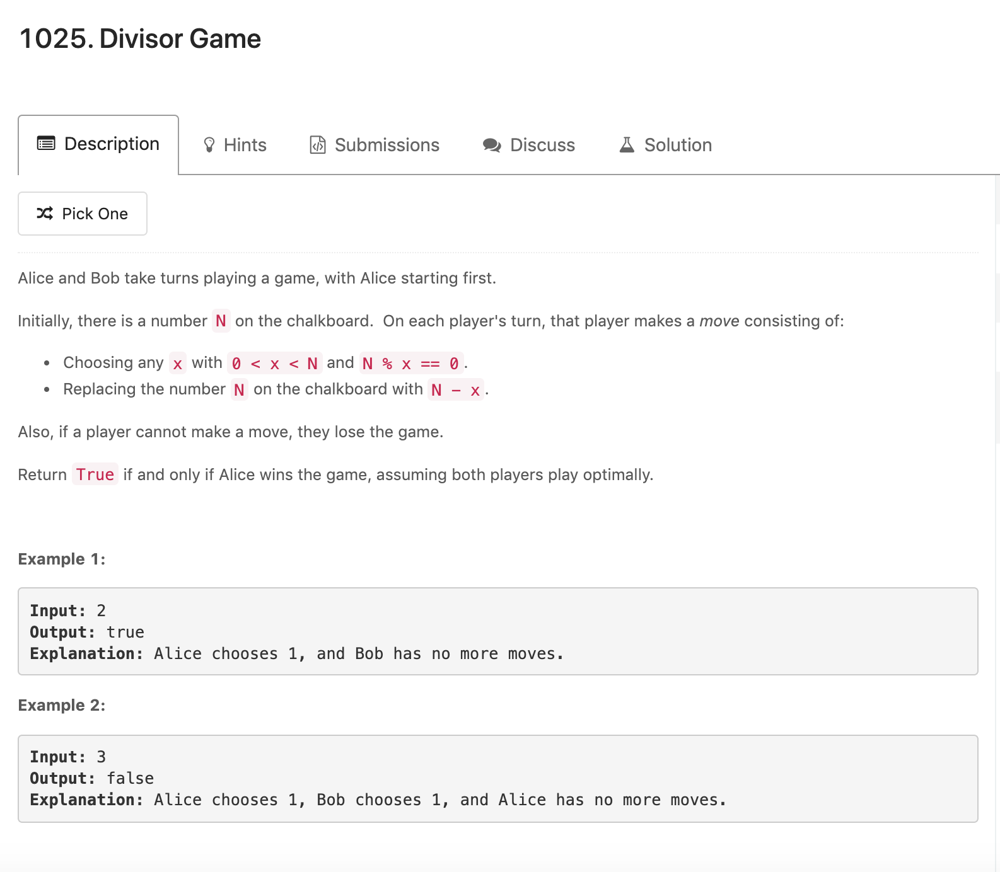 1025. Divisor Game
Description
Hints
Submissions
Discuss
Solution
Pick One
Alice and Bob take turns playing a game, with Alice starting first.
Initially, there is a number N on the chalkboard.  On each player's turn, that player makes a move consisting of:
• Choosing any x with 0 < x < N and N % x == 0.
• Replacing the number N on the chalkboard with N - x.
Also, if a player cannot make a move, they lose the game.
Return True if and only if Alice wins the game, assuming both players play optimally.
Example 1:
Input: 2
Output: true
Explanation: Alice chooses 1, and Bob has no more moves.
Example 2:
Input: 3
Output: false
Explanation: Alice chooses 1, Bob chooses 1, and Alice has no more moves.